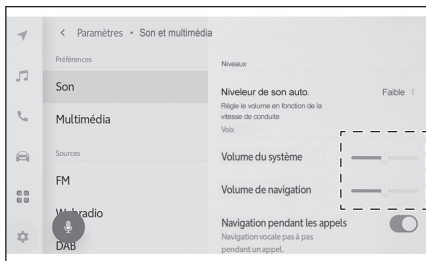 < Paramètres • Son et multimédia
Préférences
Son
Multimédia
Sources
FM
Webradio
DAB
Niveaux
Niveleur de son auto.
Faible
Règle le volume en fonction de la
vitesse de conduite
Voix
Volume du système
Volume de navigation
Navigation pendant les appels
Navigation vocale pas à pas
pendant un appel.